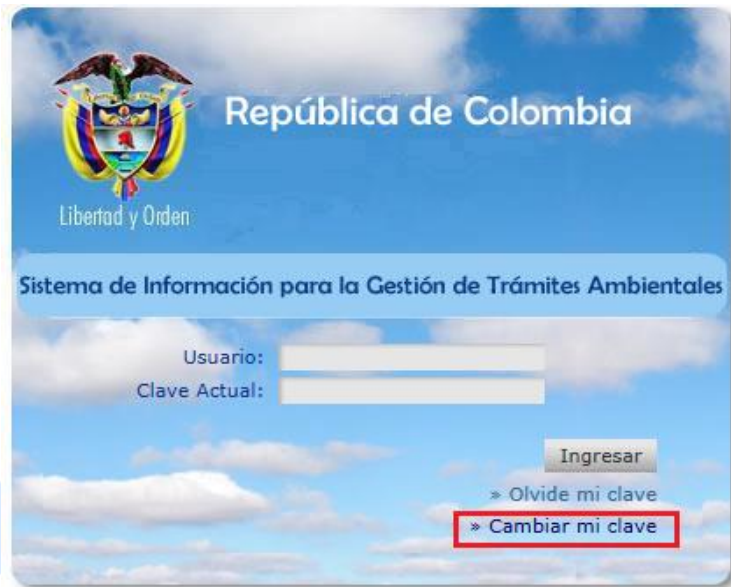 República de Colombia
Libertad y Orden
Sistema de Información para la Gestión de Trámites Ambientales
Usuario:
Clave Actual:
Ingresar
» Olvide mi clave
» Cambiar mi clave